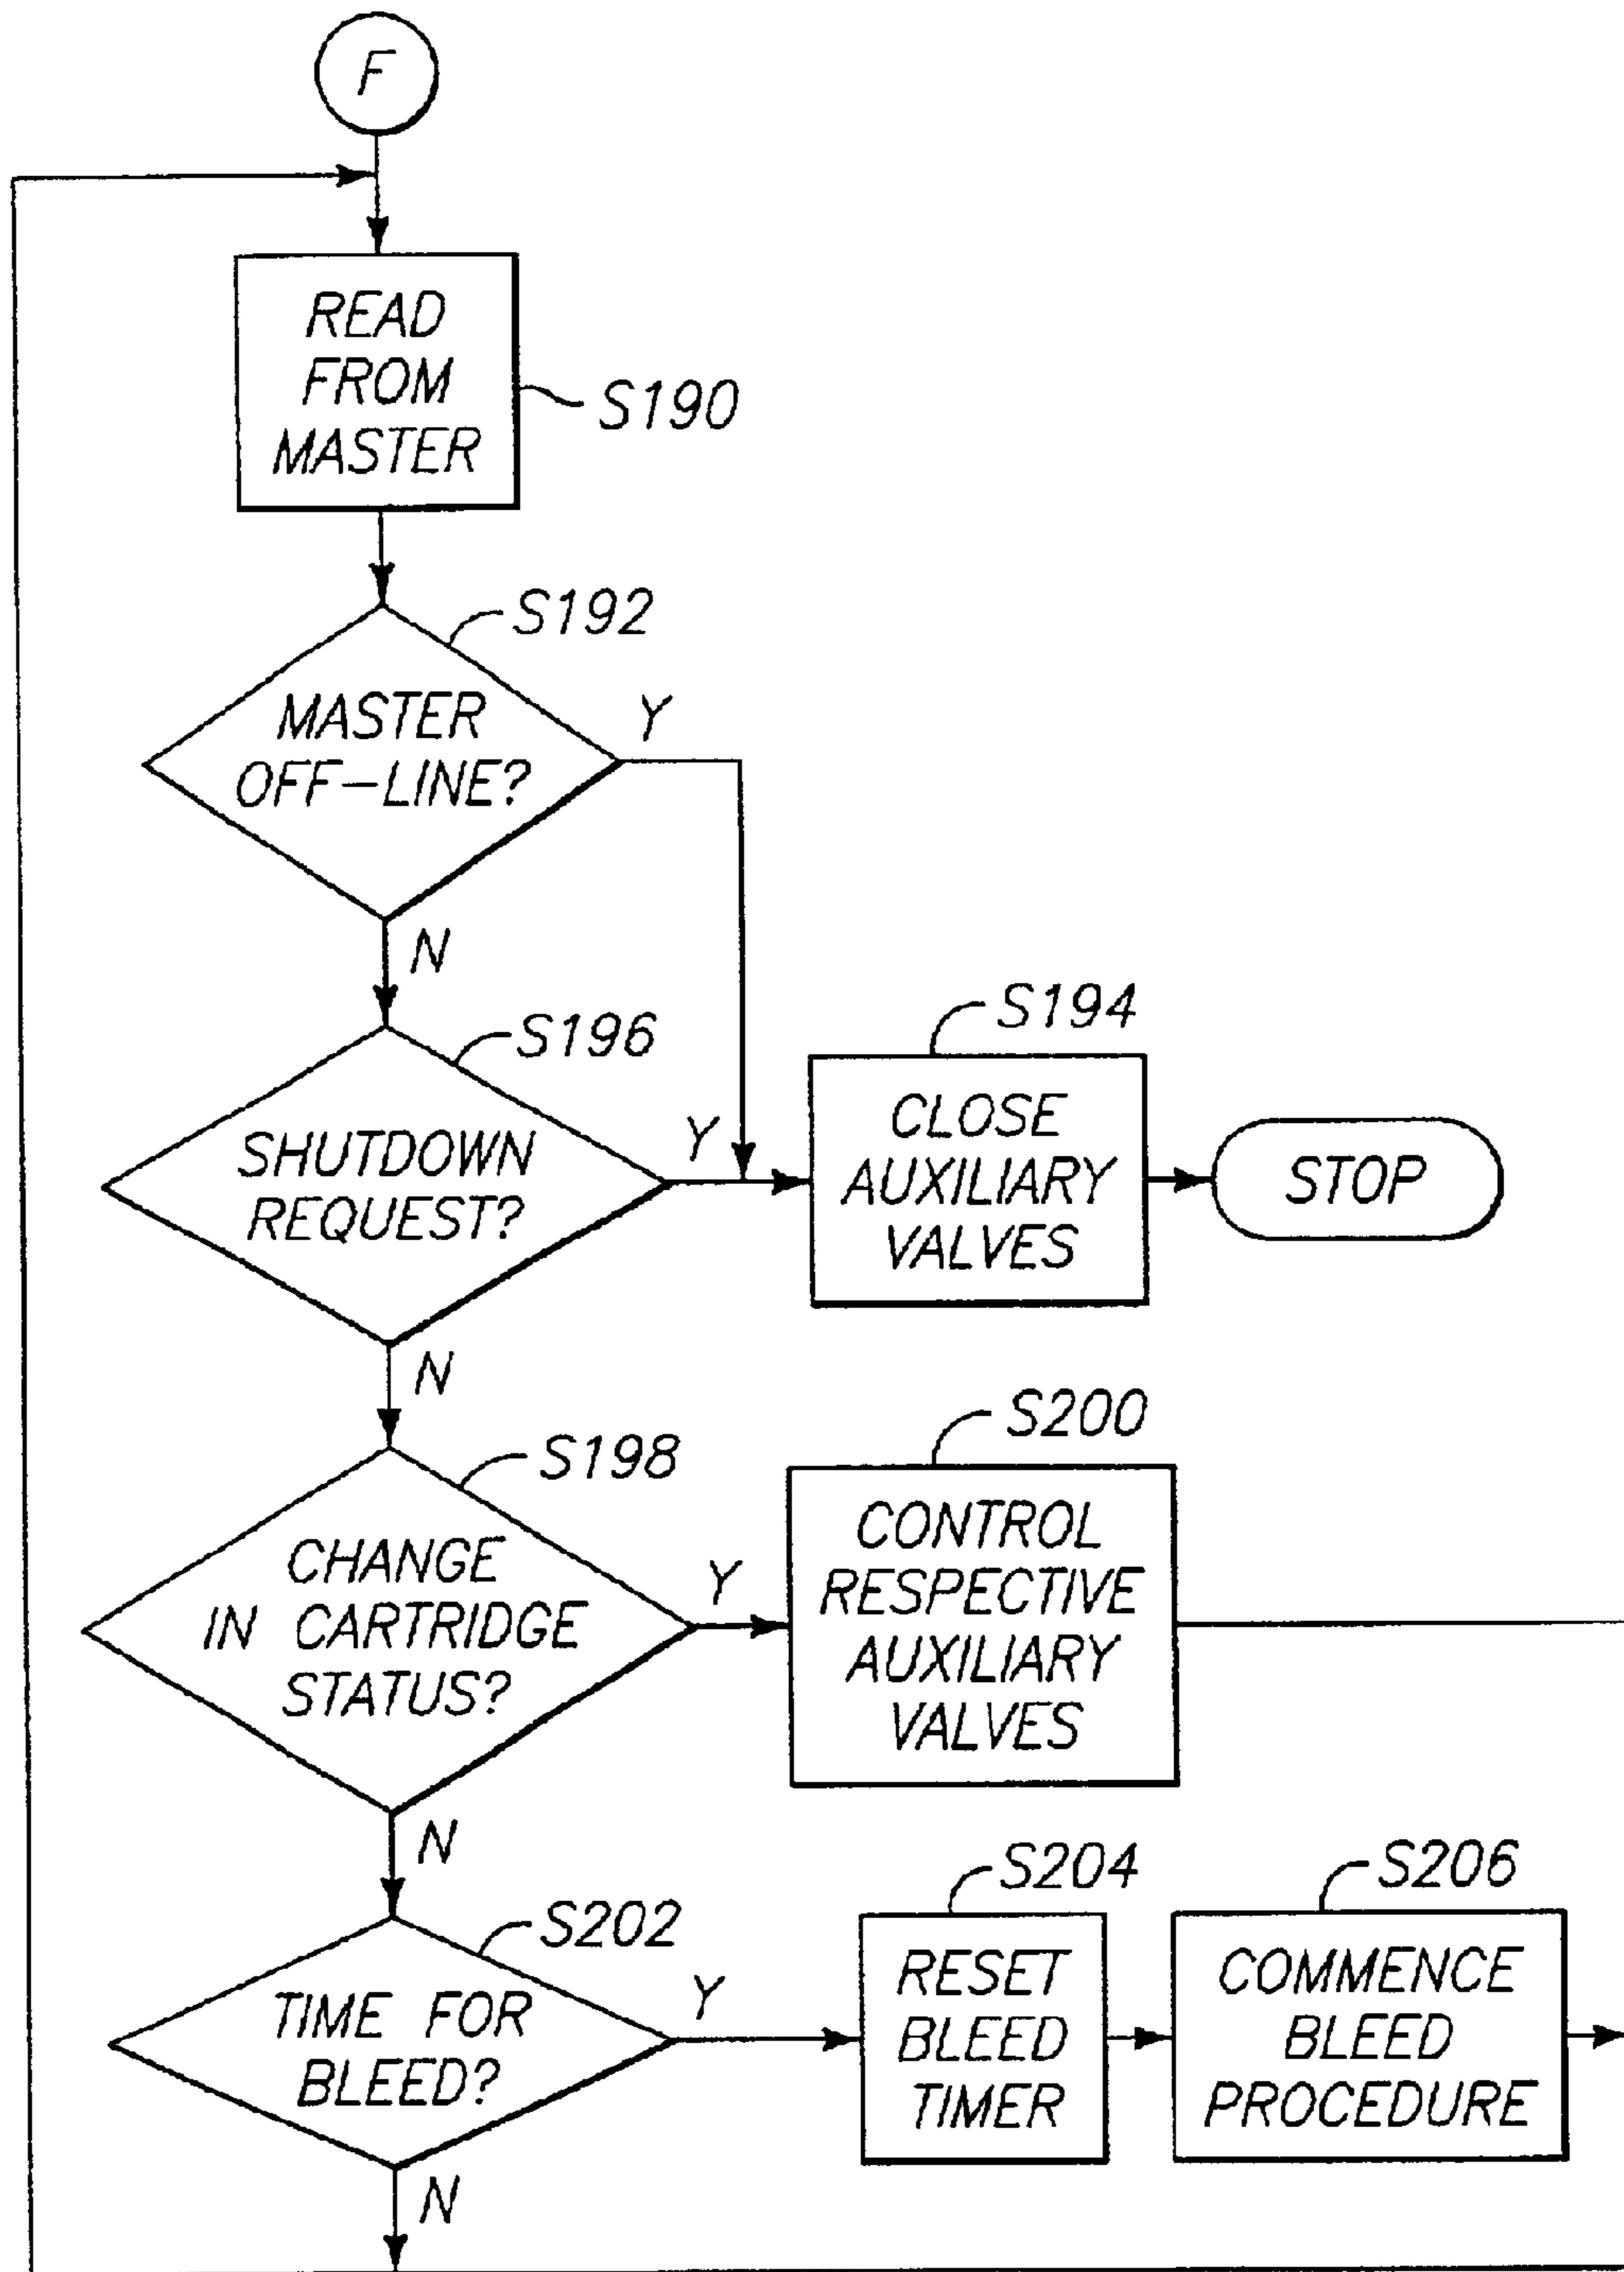 F
READ
FROM
MASTER
S190
S192
MASTER
OFF-LINE?
Y
N
S196
SHUTDOWN
REQUEST?
Y
S194
CLOSE
AUXILIARY
VALVES
STOP
N
S198
CHANGE
IN CARTRIDGE
STATUS?
Y
S200
CONTROL
RESPECTIVE
AUXILIARY
VALVES
N
S202
TIME FOR
BLEED?
Y
S204
RESET
BLEED
TIMER
S206
COMMENCE
BLEED
PROCEDURE
N